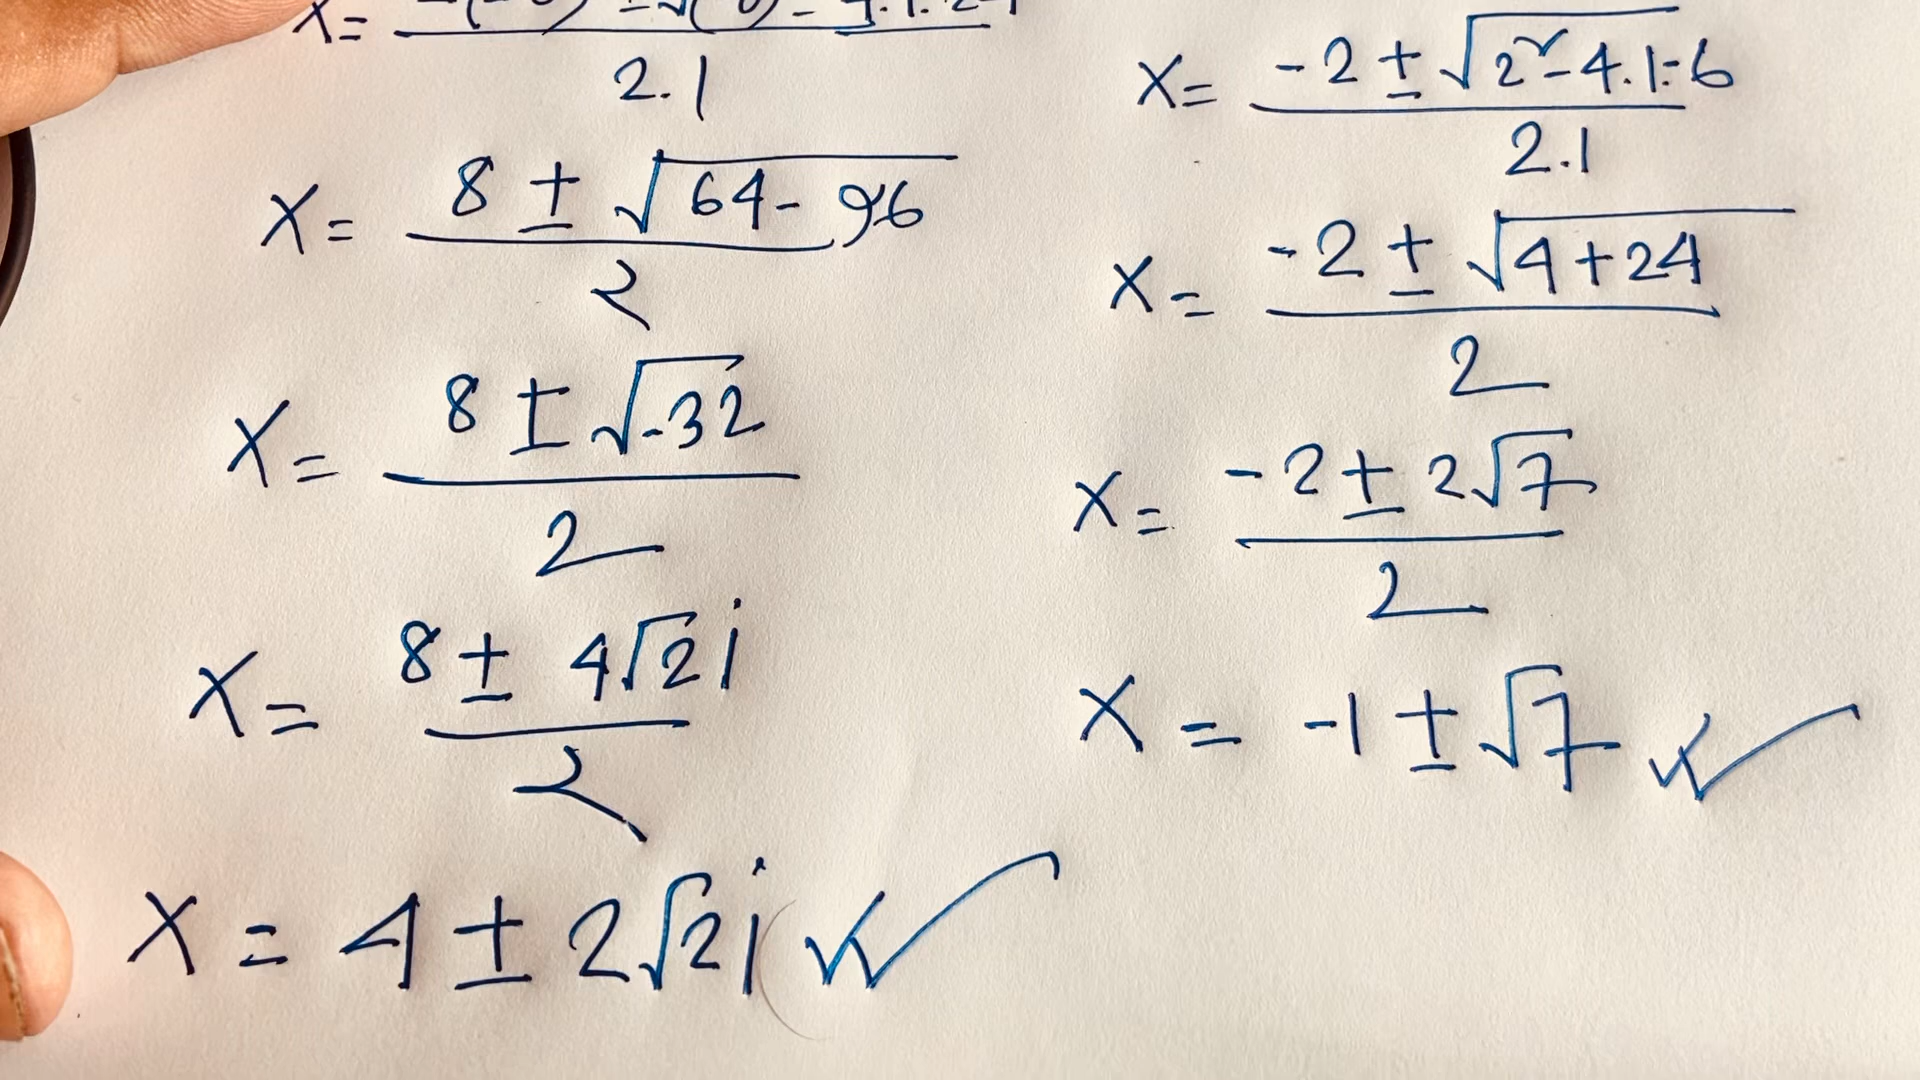 x=
2.1
x= 8 ± √64- 96
2
x= 8 ± √-32
2
x= 8 ± 4√2 i
2
x = 4 ± 2√2 i ✓
x= -2 ± √2²-4.1.-6
2.1
x= -2 ± √4+24
2
x= -2 ± 2√7
2
x = -1 ± √7 ✓